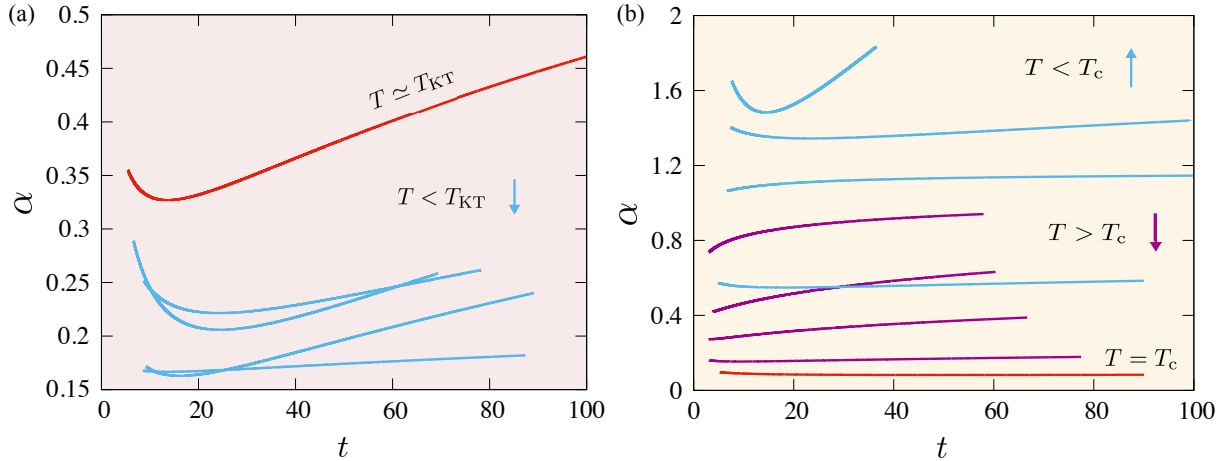 (a)
0.5
0.45
0.4
0.35
0.3
0.25
0.2
0.15
α
T ≃ T_KT
T < T_KT
0 20 40 60 80 100
t
(b)
2
1.6
1.2
0.8
0.4
0
α
T < T_c
T > T_c
T = T_c
0 20 40 60 80 100
t